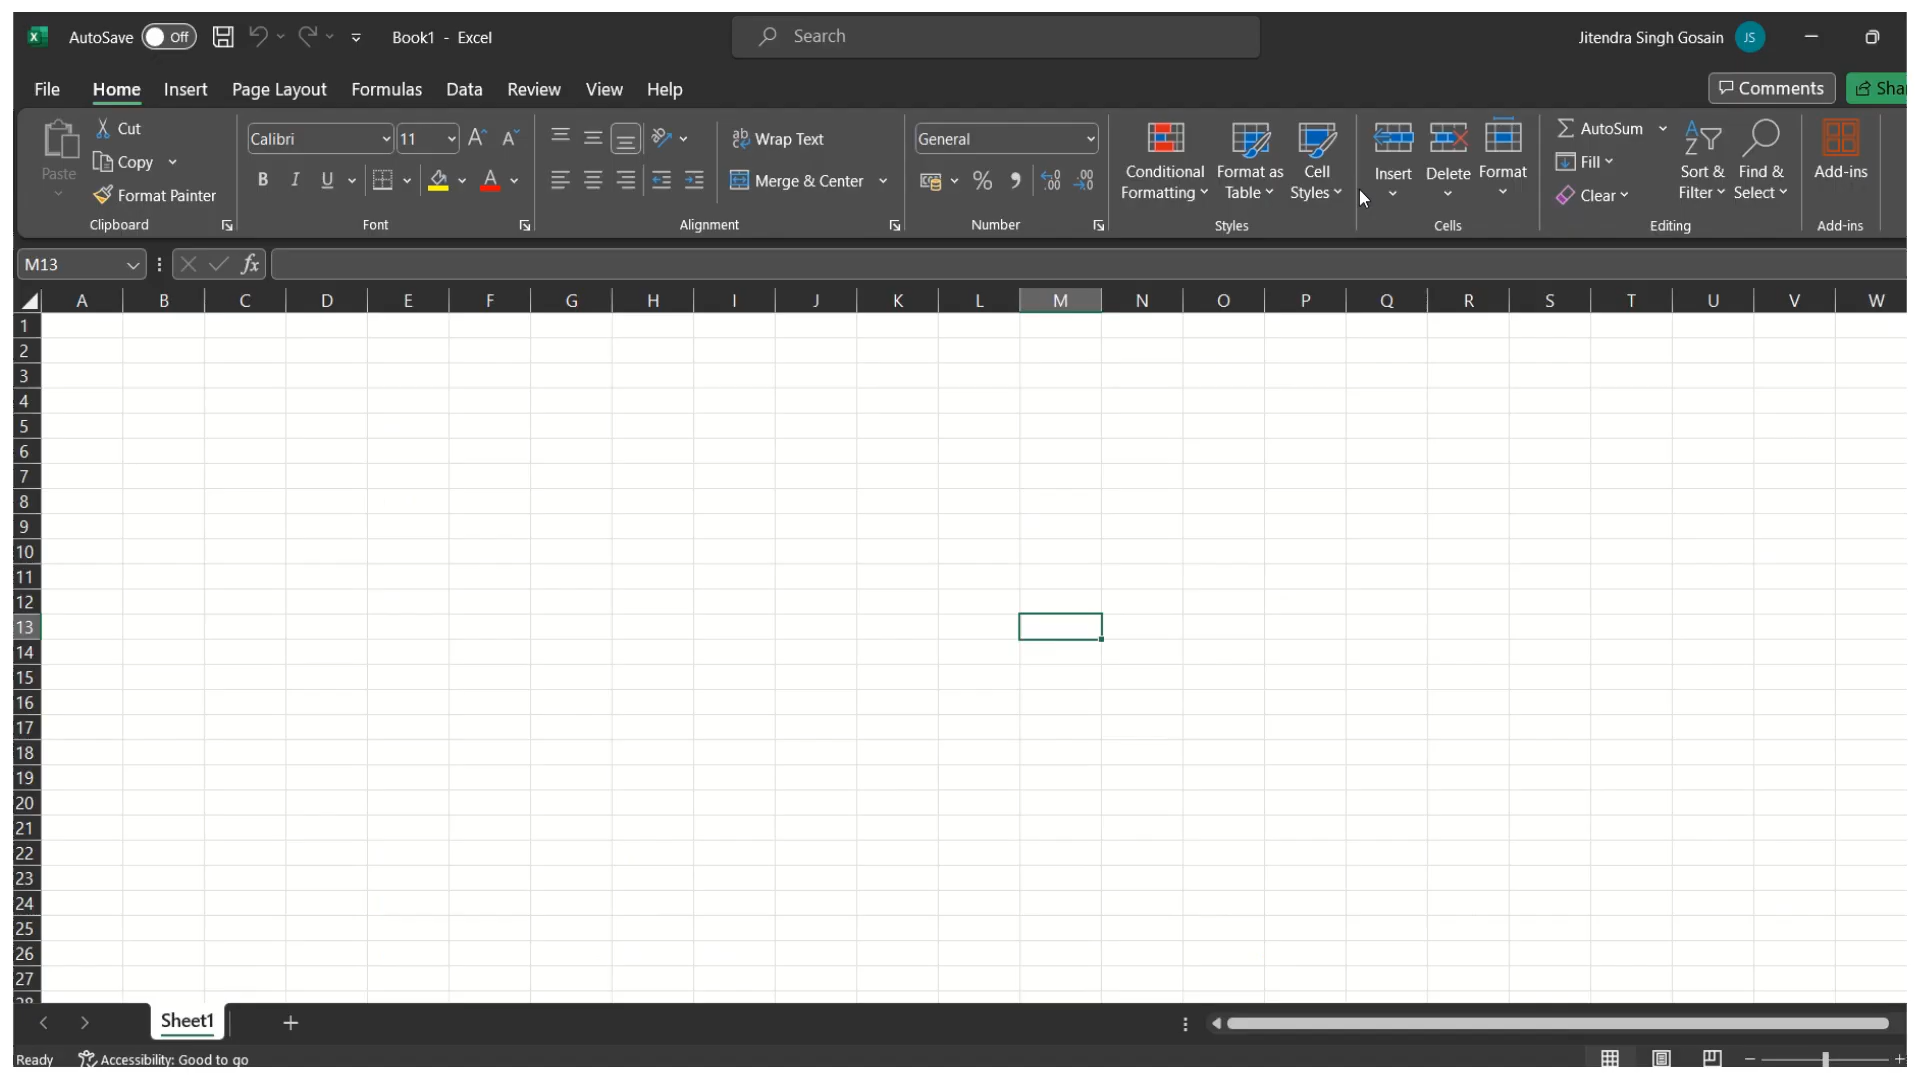 AutoSave Off Book1 - Excel Search Jitendra Singh Gosain JS
File Home Insert Page Layout Formulas Data Review View Help Comments
Paste Cut Copy Format Painter Clipboard
Calibri 11 B I U A Font
Wrap Text Merge & Center Alignment
General % Number
Conditional Formatting Format as Table Cell Styles Styles
Insert Delete Format Cells
AutoSum Fill Clear Sort & Filter Find & Select Editing
Add-ins Add-ins
M13 fx
A B C D E F G H I J K L M N O P Q R S T U V W
1
2
3
4
5
6
7
8
9
10
11
12
13
14
15
16
17
18
19
20
21
22
23
24
25
26
27
Sheet1 +
Ready Accessibility: Good to go